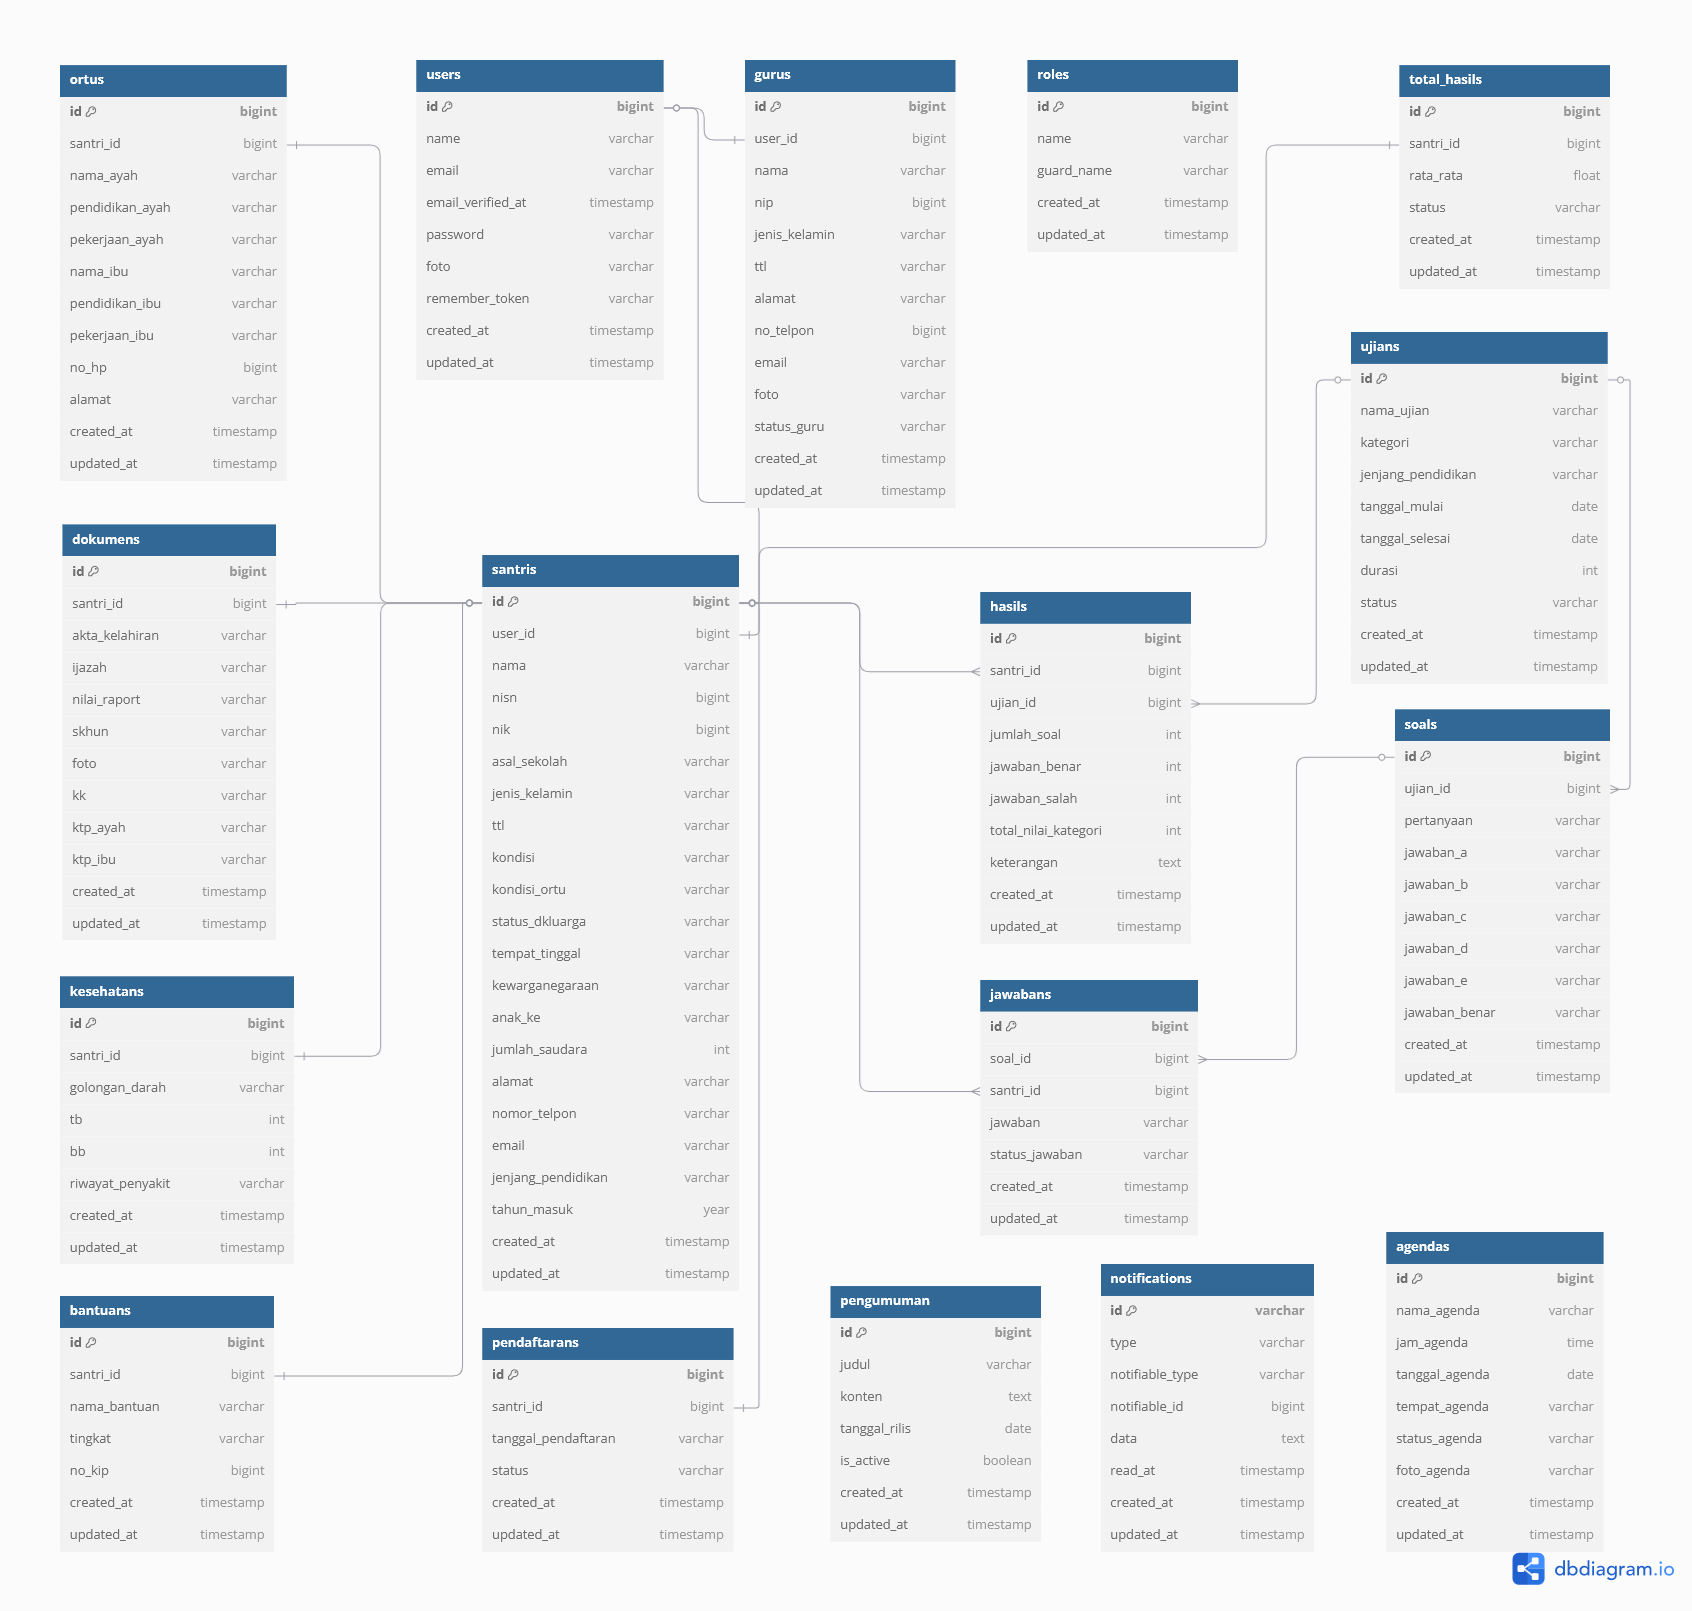 ortus
id bigint
santri_id bigint
nama_ayah varchar
pendidikan_ayah varchar
pekerjaan_ayah varchar
nama_ibu varchar
pendidikan_ibu varchar
pekerjaan_ibu varchar
no_hp bigint
alamat varchar
created_at timestamp
updated_at timestamp
users
id bigint
name varchar
email varchar
email_verified_at timestamp
password varchar
foto varchar
remember_token varchar
created_at timestamp
updated_at timestamp
gurus
id bigint
user_id bigint
nama varchar
nip bigint
jenis_kelamin varchar
ttl varchar
alamat varchar
no_telpon bigint
email varchar
foto varchar
status_guru varchar
created_at timestamp
updated_at timestamp
roles
id bigint
name varchar
guard_name varchar
created_at timestamp
updated_at timestamp
total_hasils
id bigint
santri_id bigint
rata_rata float
status varchar
created_at timestamp
updated_at timestamp
ujians
id bigint
nama_ujian varchar
kategori varchar
jenjang_pendidikan varchar
tanggal_mulai date
tanggal_selesai date
durasi int
status varchar
created_at timestamp
updated_at timestamp
dokumens
id bigint
santri_id bigint
akta_kelahiran varchar
ijazah varchar
nilai_raport varchar
skhun varchar
foto varchar
kk varchar
ktp_ayah varchar
ktp_ibu varchar
created_at timestamp
updated_at timestamp
santris
id bigint
user_id bigint
nama varchar
nisn bigint
nik bigint
asal_sekolah varchar
jenis_kelamin varchar
ttl varchar
kondisi varchar
kondisi_ortu varchar
status_dkluarga varchar
tempat_tinggal varchar
kewarganegaraan varchar
anak_ke varchar
jumlah_saudara int
alamat varchar
nomor_telpon varchar
email varchar
jenjang_pendidikan varchar
tahun_masuk year
created_at timestamp
updated_at timestamp
hasils
id bigint
santri_id bigint
ujian_id bigint
jumlah_soal int
jawaban_benar int
jawaban_salah int
total_nilai_kategori int
keterangan text
created_at timestamp
updated_at timestamp
soals
id bigint
ujian_id bigint
pertanyaan varchar
jawaban_a varchar
jawaban_b varchar
jawaban_c varchar
jawaban_d varchar
jawaban_e varchar
jawaban_benar varchar
created_at timestamp
updated_at timestamp
kesehatans
id bigint
santri_id bigint
golongan_darah varchar
tb int
bb int
riwayat_penyakit varchar
created_at timestamp
updated_at timestamp
jawabans
id bigint
soal_id bigint
santri_id bigint
jawaban varchar
status_jawaban varchar
created_at timestamp
updated_at timestamp
bantuans
id bigint
santri_id bigint
nama_bantuan varchar
tingkat varchar
no_kip bigint
created_at timestamp
updated_at timestamp
pendaftarans
id bigint
santri_id bigint
tanggal_pendaftaran varchar
status varchar
created_at timestamp
updated_at timestamp
pengumuman
id bigint
judul varchar
konten text
tanggal_rilis date
is_active boolean
created_at timestamp
updated_at timestamp
notifications
id varchar
type varchar
notifiable_type varchar
notifiable_id bigint
data text
read_at timestamp
created_at timestamp
updated_at timestamp
agendas
id bigint
nama_agenda varchar
jam_agenda time
tanggal_agenda date
tempat_agenda varchar
status_agenda varchar
foto_agenda varchar
created_at timestamp
updated_at timestamp
dbdiagram.io